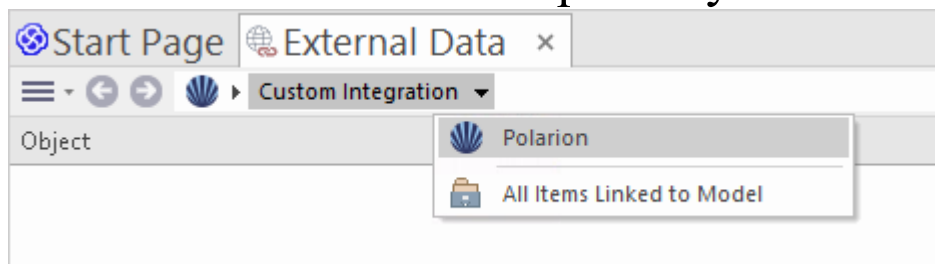 Start Page External Data ×
Custom Integration
Object
Polarion
All Items Linked to Model